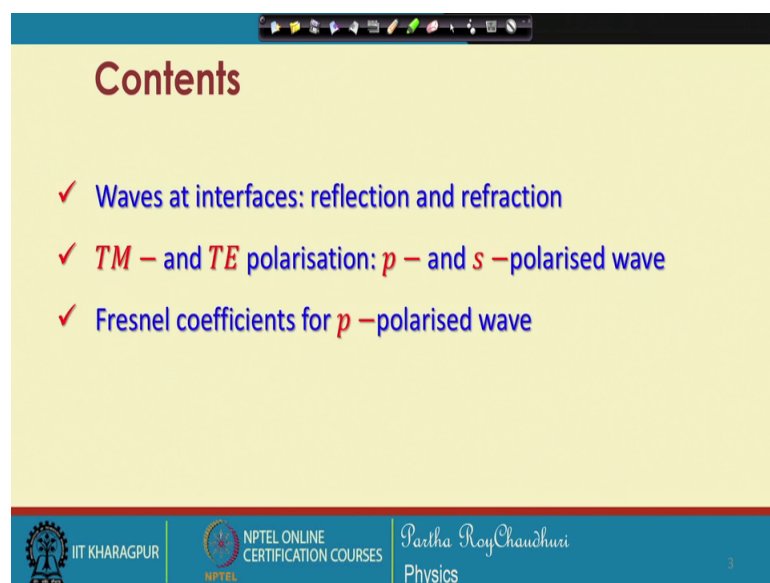 Contents
✓ Waves at interfaces: reflection and refraction
✓ TM − and TE polarisation: p − and s −polarised wave
✓ Fresnel coefficients for p −polarised wave
IIT KHARAGPUR
NPTEL
NPTEL ONLINE
CERTIFICATION COURSES
Partha RoyChaudhuri
Physics
3